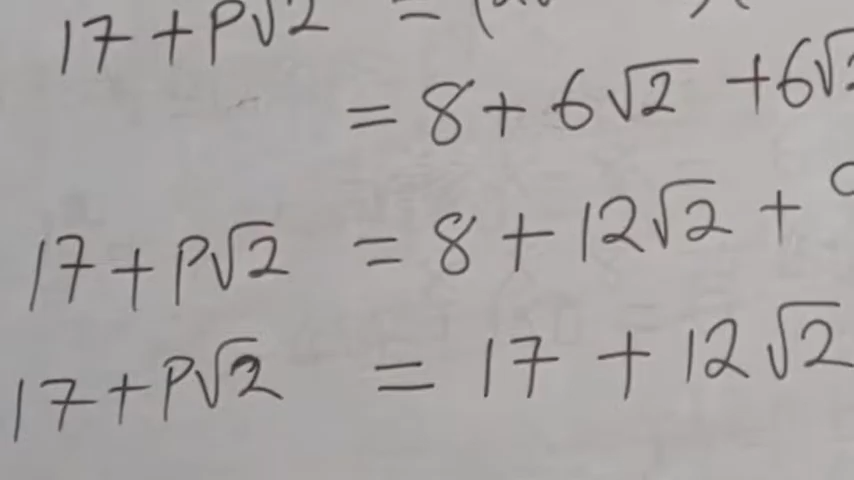 17 + P√2 = (
= 8 + 6√2 + 6√
17 + P√2 = 8 + 12√2 +
17 + P√2 = 17 + 12√2